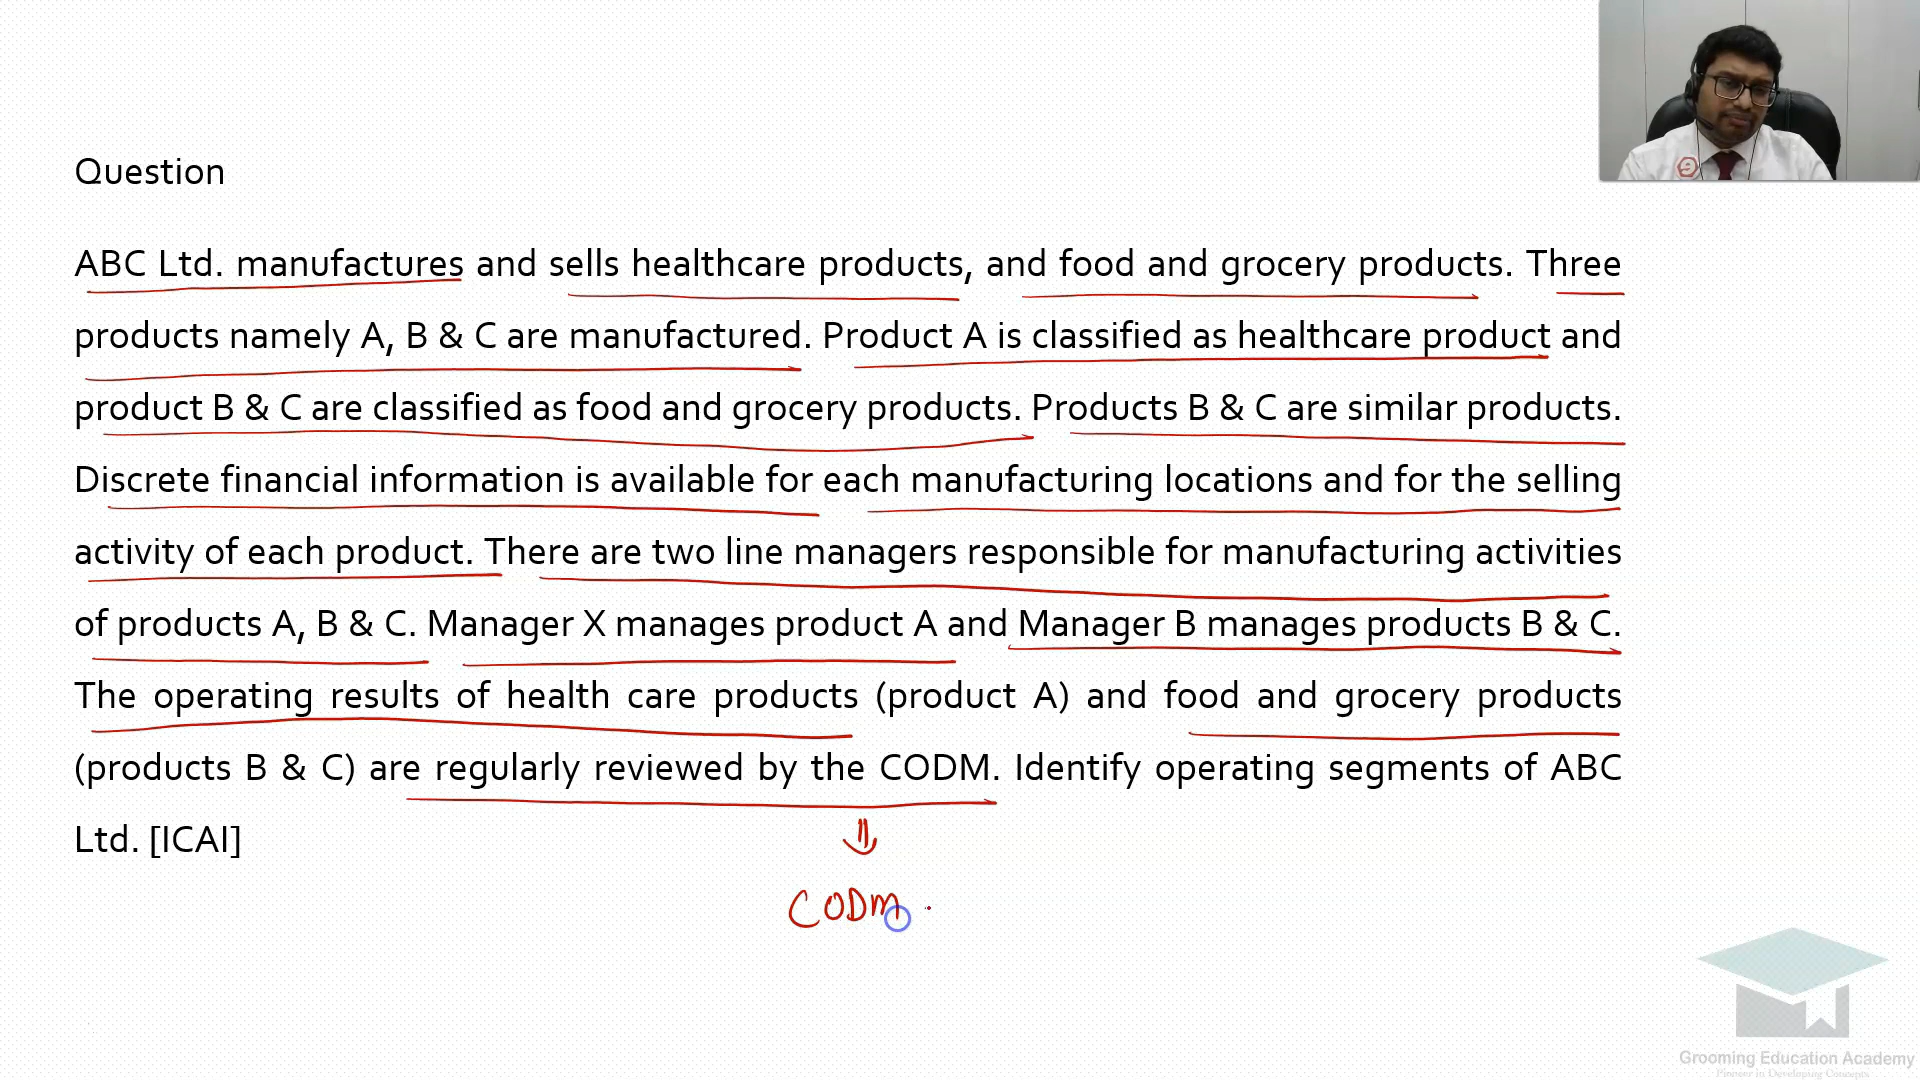 Question
ABC Ltd. manufactures and sells healthcare products, and food and grocery products. Three
products namely A, B & C are manufactured. Product A is classified as healthcare product and
product B & C are classified as food and grocery products. Products B & C are similar products.
Discrete financial information is available for each manufacturing locations and for the selling
activity of each product. There are two line managers responsible for manufacturing activities
of products A, B & C. Manager X manages product A and Manager B manages products B & C.
The operating results of health care products (product A) and food and grocery products
(products B & C) are regularly reviewed by the CODM. Identify operating segments of ABC
Ltd. [ICAI]
CODM
Grooming Education Academy
Pioneer in Developing Concepts